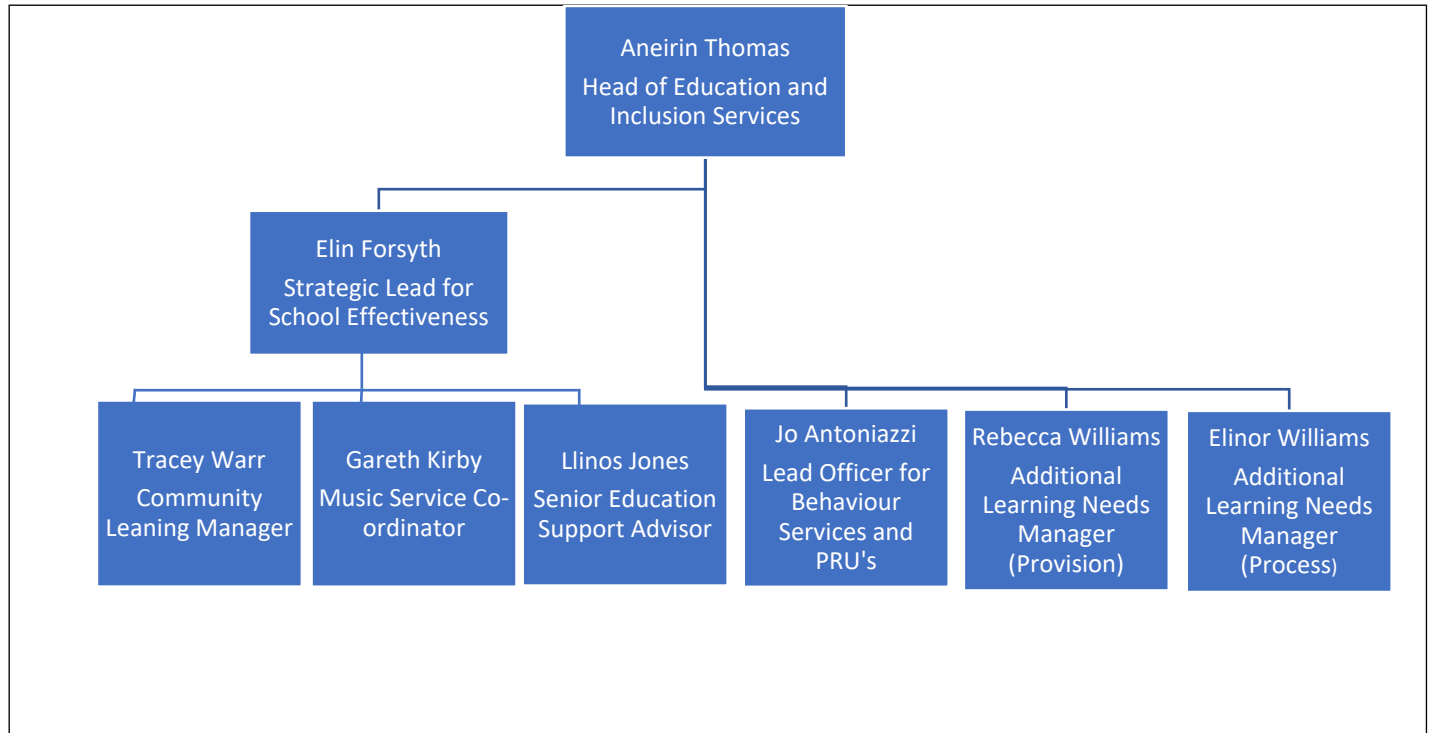 Aneirin Thomas
Head of Education and
Inclusion Services
Elin Forsyth
Strategic Lead for
School Effectiveness
Tracey Warr
Community
Leaning Manager
Gareth Kirby
Music Service Co-
ordinator
Llinos Jones
Senior Education
Support Advisor
Jo Antoniazzi
Lead Officer for
Behaviour
Services and
PRU's
Rebecca Williams
Additional
Learning Needs
Manager
(Provision)
Elinor Williams
Additional
Learning Needs
Manager
(Process)